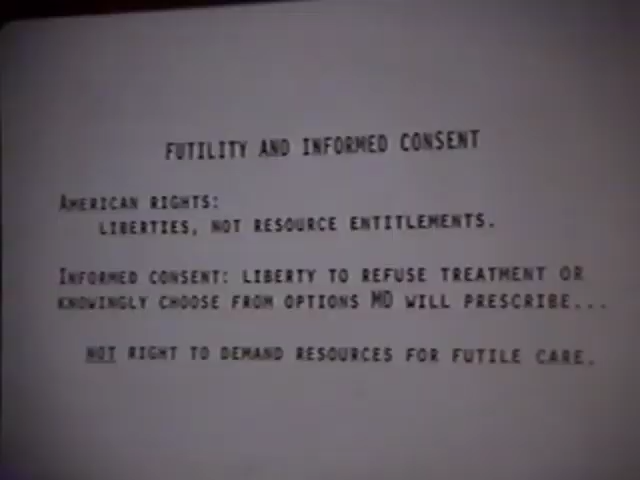 FUTILITY AND INFORMED CONSENT
AMERICAN RIGHTS:
LIBERTIES, NOT RESOURCE ENTITLEMENTS.
INFORMED CONSENT: LIBERTY TO REFUSE TREATMENT OR
KNOWINGLY CHOOSE FROM OPTIONS MD WILL PRESCRIBE...
NOT RIGHT TO DEMAND RESOURCES FOR FUTILE CARE.